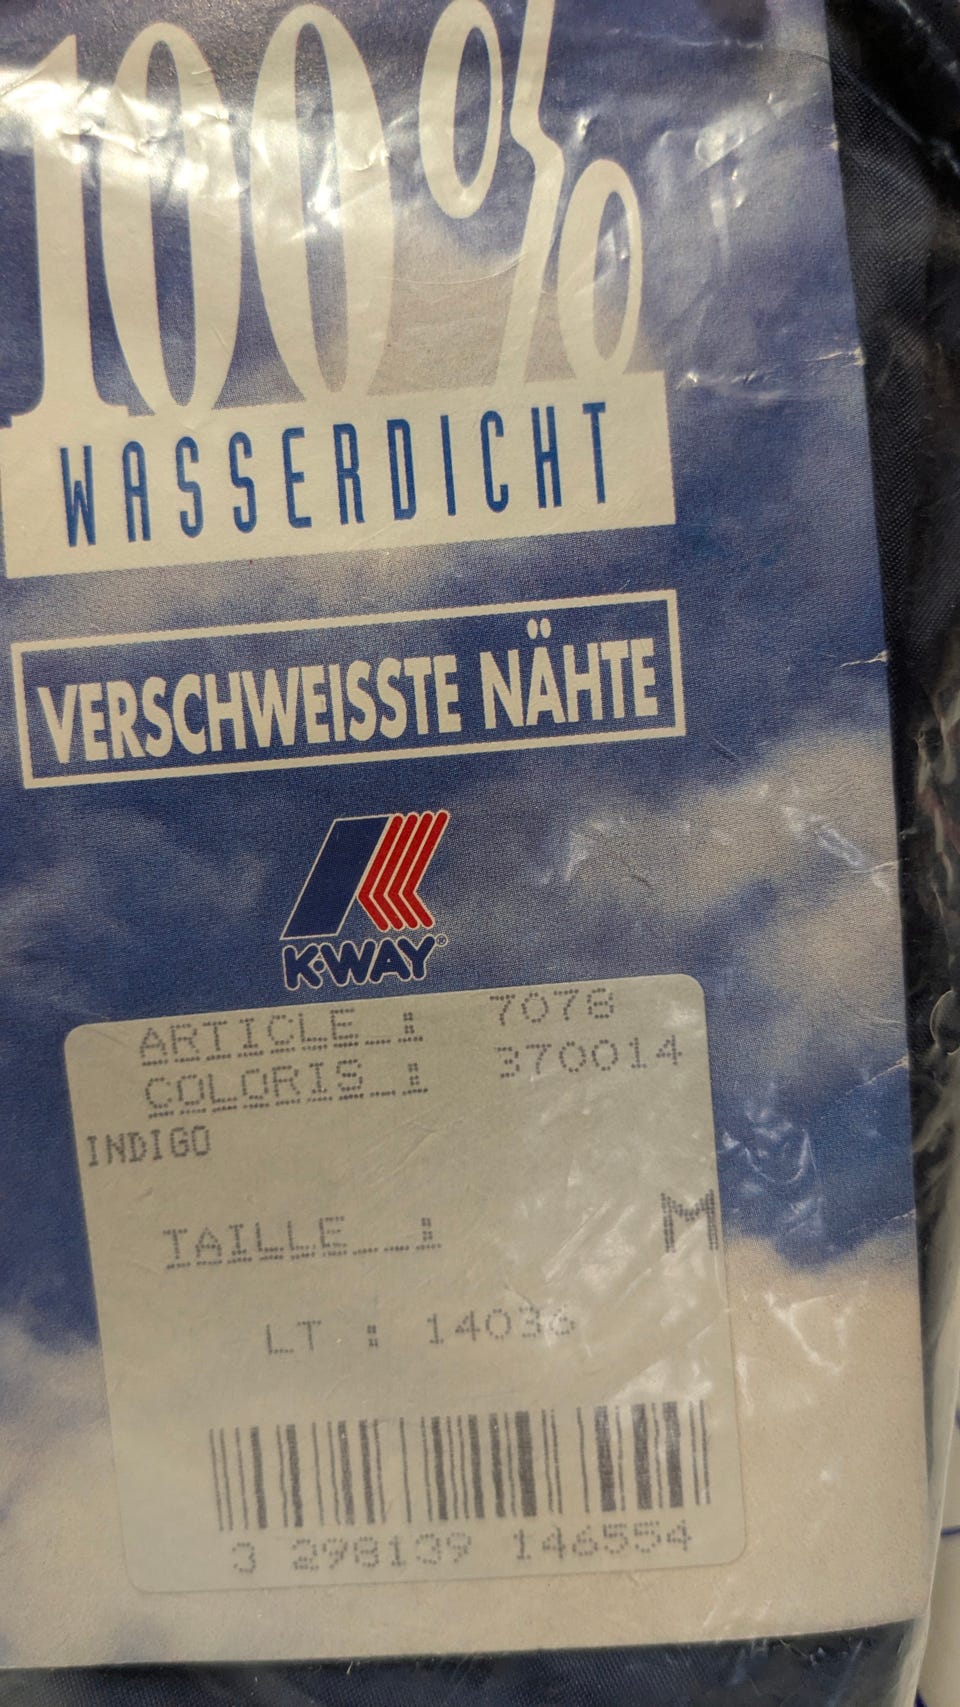 100%
WASSERDICHT
VERSCHWEISSTE NÄHTE
K-WAY®
ARTICLE : 7078
COLORIS : 370014
INDIGO
TAILLE : M
LT : 14036
3 298139 146554